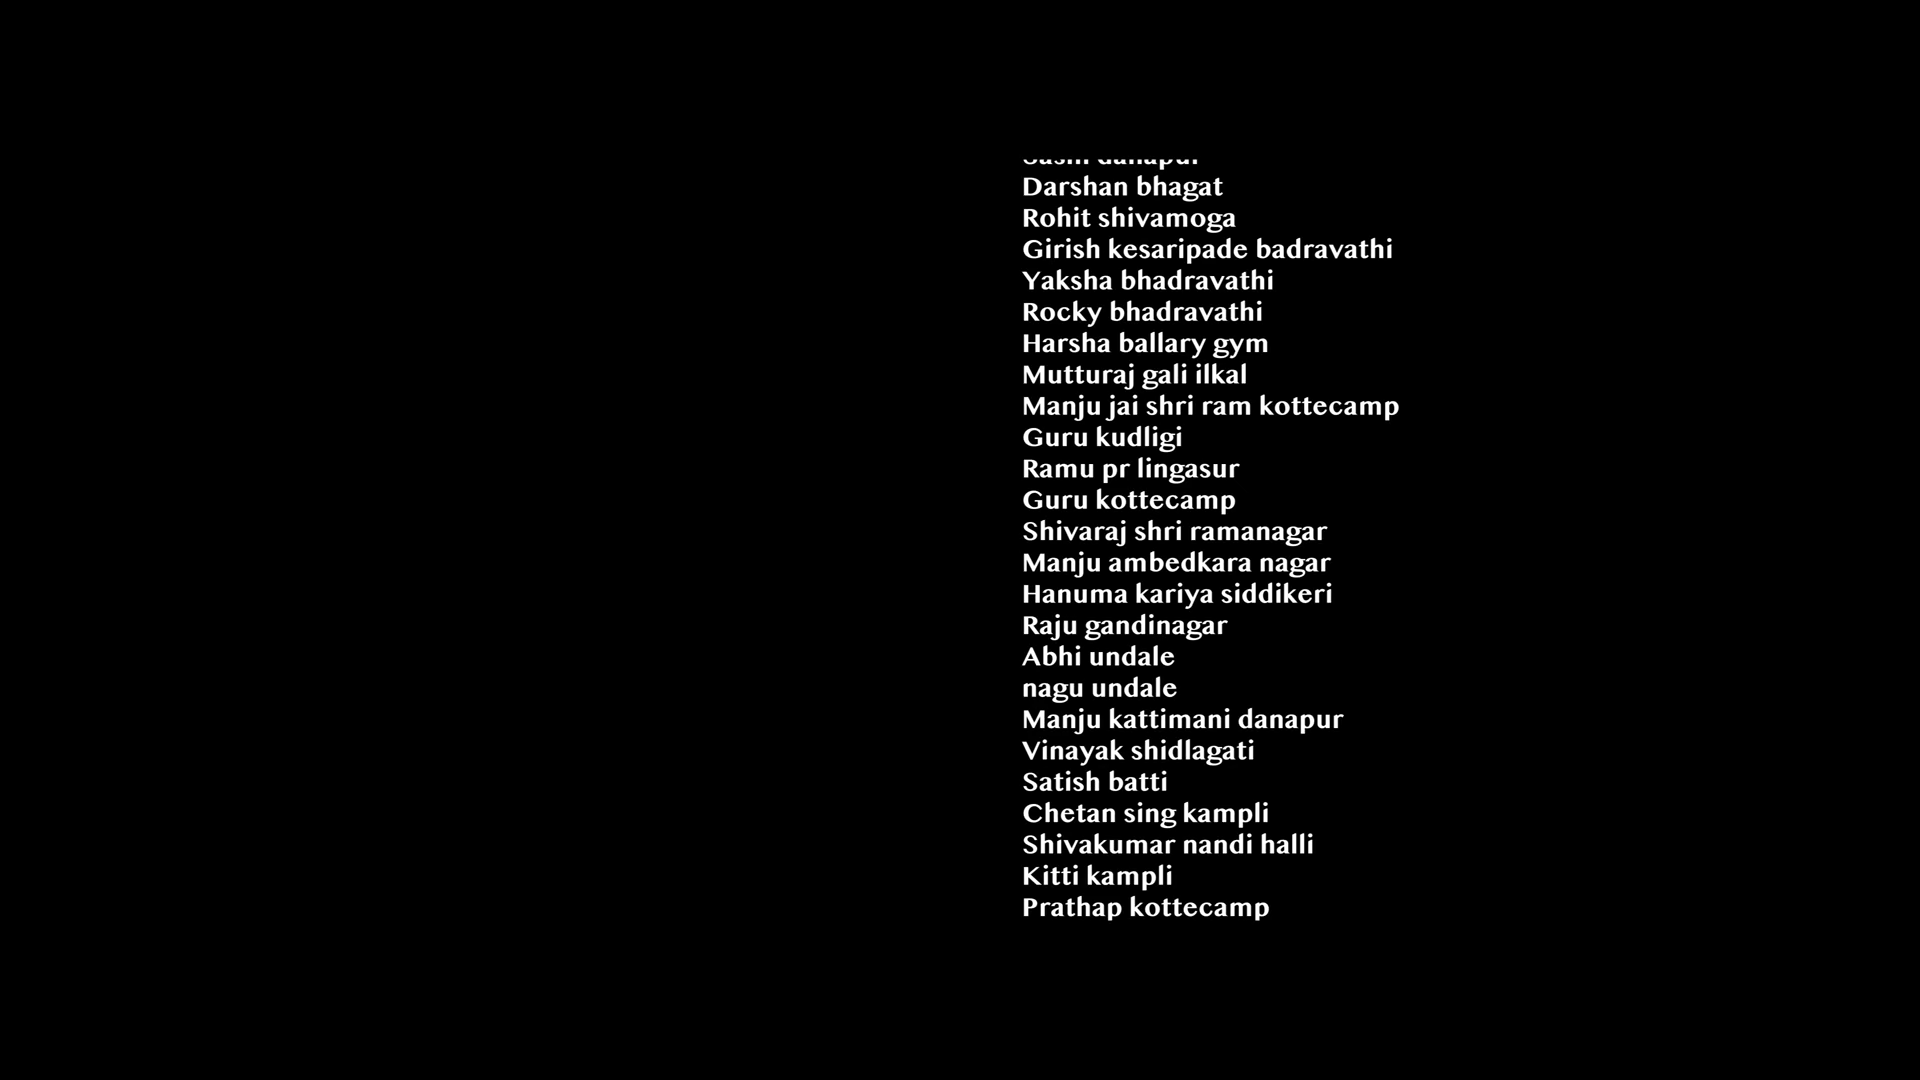 danapur
Darshan bhagat
Rohit shivamoga
Girish kesaripade badravathi
Yaksha bhadravathi
Rocky bhadravathi
Harsha ballary gym
Mutturaj gali ilkal
Manju jai shri ram kottecamp
Guru kudligi
Ramu pr lingasur
Guru kottecamp
Shivaraj shri ramanagar
Manju ambedkara nagar
Hanuma kariya siddikeri
Raju gandinagar
Abhi undale
nagu undale
Manju kattimani danapur
Vinayak shidlagati
Satish batti
Chetan sing kampli
Shivakumar nandi halli
Kitti kampli
Prathap kottecamp